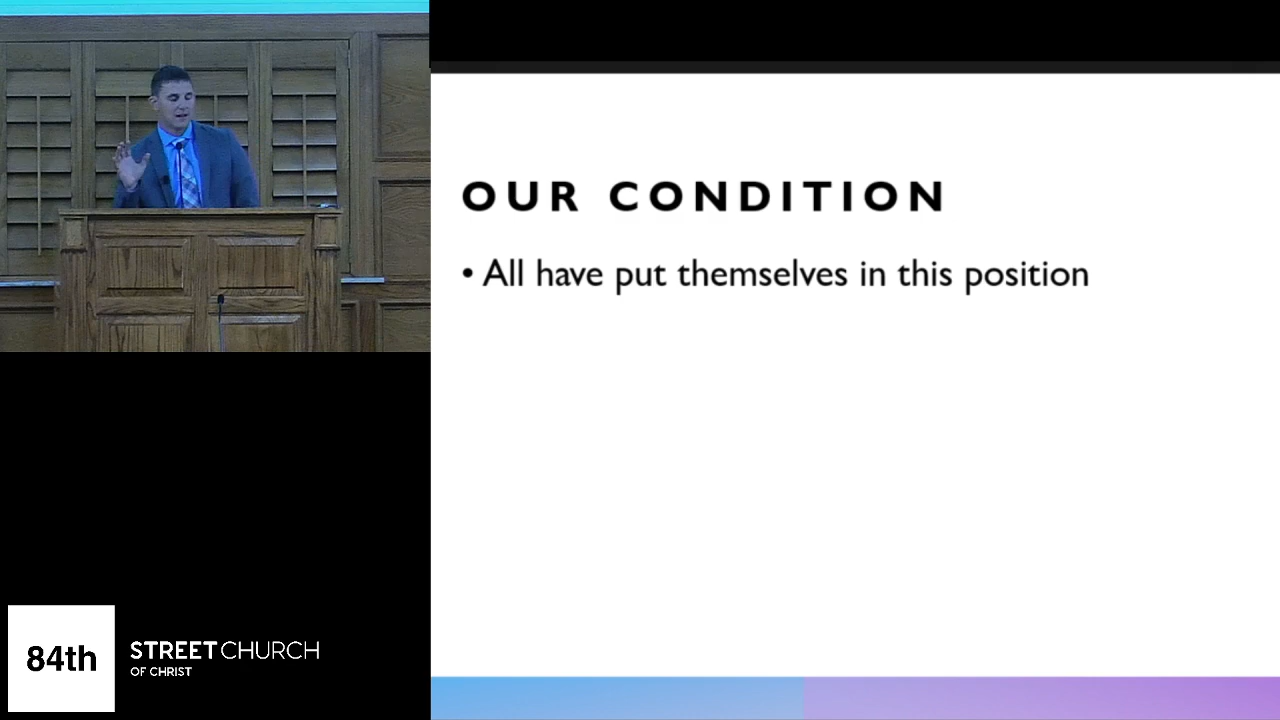 OUR CONDITION
• All have put themselves in this position
84th
STREET CHURCH
OF CHRIST